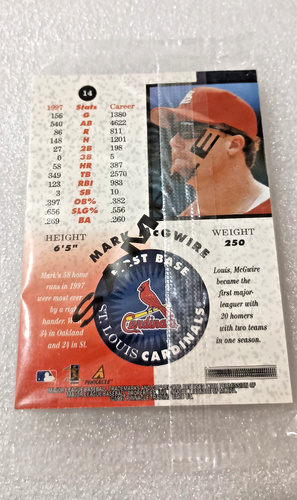 14
1997 Stats Career
156 G 1380
540 AB 4622
86 R 811
148 H 1201
27 2B 198
0 3B 5
58 HR 387
349 TB 2570
123 RBI 983
3 SB 10
.397 OB% .382
.656 SLG% .556
.269 BA .260
HEIGHT
6'5"
WEIGHT
250
MARK McGWIRE
FIRST BASE
Cardinals
ST. LOUIS CARDINALS
Mark's 58 home
runs in 1997
were most ever
by a
hander.
34 in Oakland
and 24 in St.
Louis, McGwire
became the
first major-
leaguer with
20 homers
with two teams
in one season.
PINNACLE